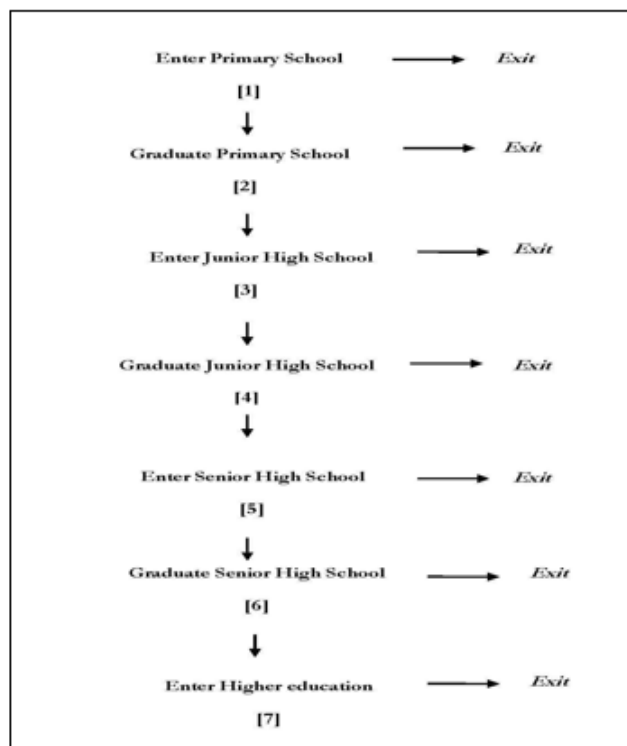 Enter Primary School Exit
[1]
Graduate Primary School Exit
[2]
Enter Junior High School Exit
[3]
Graduate Junior High School Exit
[4]
Enter Senior High School Exit
[5]
Graduate Senior High School Exit
[6]
Enter Higher education Exit
[7]